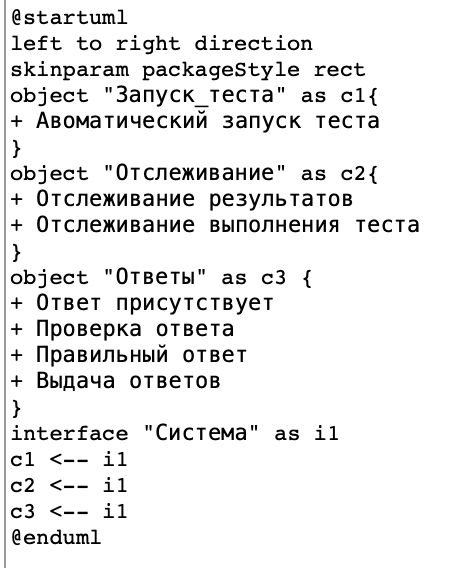 @startuml
left to right direction
skinparam packageStyle rect
object "Запуск_теста" as c1{
+ Авоматический запуск теста
}
object "Отслеживание" as c2{
+ Отслеживание результатов
+ Отслеживание выполнения теста
}
object "Ответы" as c3 {
+ Ответ присутствует
+ Проверка ответа
+ Правильный ответ
+ Выдача ответов
}
interface "Система" as i1
c1 <-- i1
c2 <-- i1
c3 <-- i1
@enduml